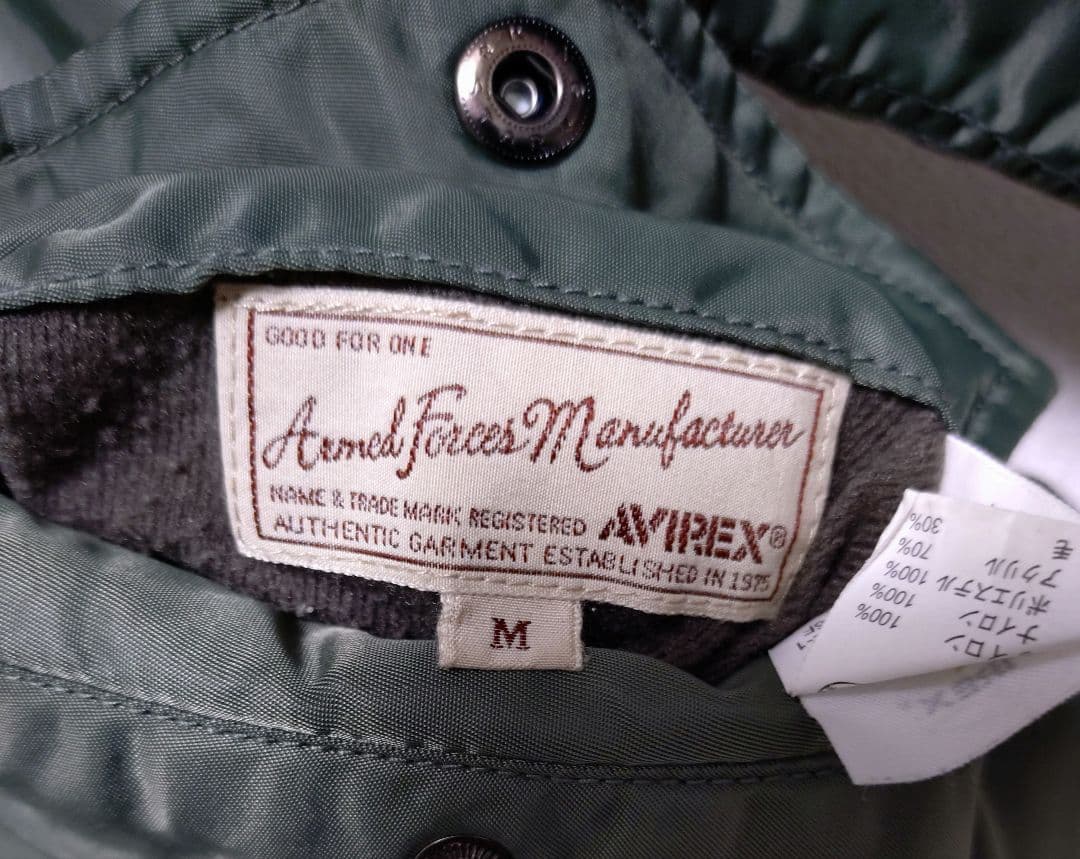 GOOD FOR ONE
Armed Forces Manufacturer
NAME & TRADE MARK REGISTERED
AVIREX®
AUTHENTIC GARMENT ESTABLISHED IN 1975
M
ナイロン 100%
ポリエステル 100%
アクリル 70%
毛 30%